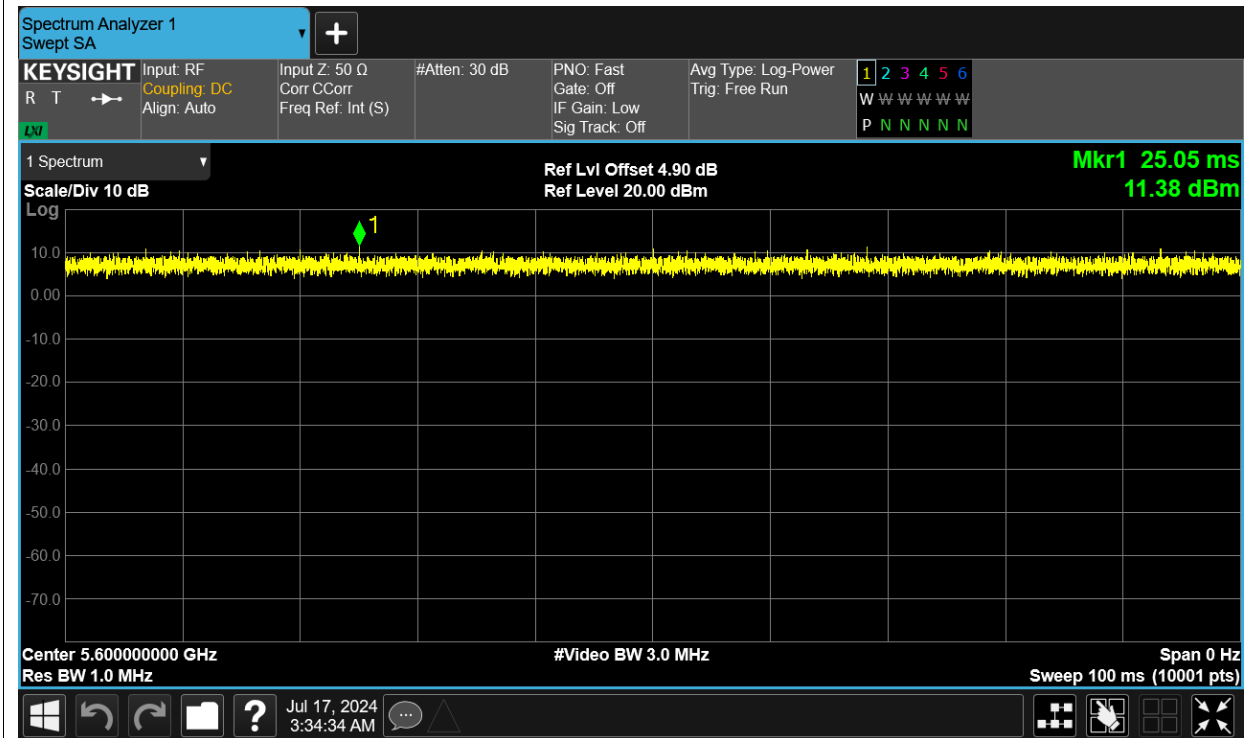 Spectrum Analyzer 1
Swept SA
KEYSIGHT
R T
LXI
Input: RF
Coupling: DC
Align: Auto
Input Z: 50 Ω
Corr CCorr
Freq Ref: Int (S)
#Atten: 30 dB
PNO: Fast
Gate: Off
IF Gain: Low
Sig Track: Off
Avg Type: Log-Power
Trig: Free Run
1 2 3 4 5 6
W W W W W W
P N N N N N
1 Spectrum
Scale/Div 10 dB
Ref Lvl Offset 4.90 dB
Ref Level 20.00 dBm
Mkr1 25.05 ms
11.38 dBm
Log
1
10.0
0.00
-10.0
-20.0
-30.0
-40.0
-50.0
-60.0
-70.0
Center 5.600000000 GHz
#Video BW 3.0 MHz
Span 0 Hz
Res BW 1.0 MHz
Sweep 100 ms (10001 pts)
?
Jul 17, 2024
3:34:34 AM